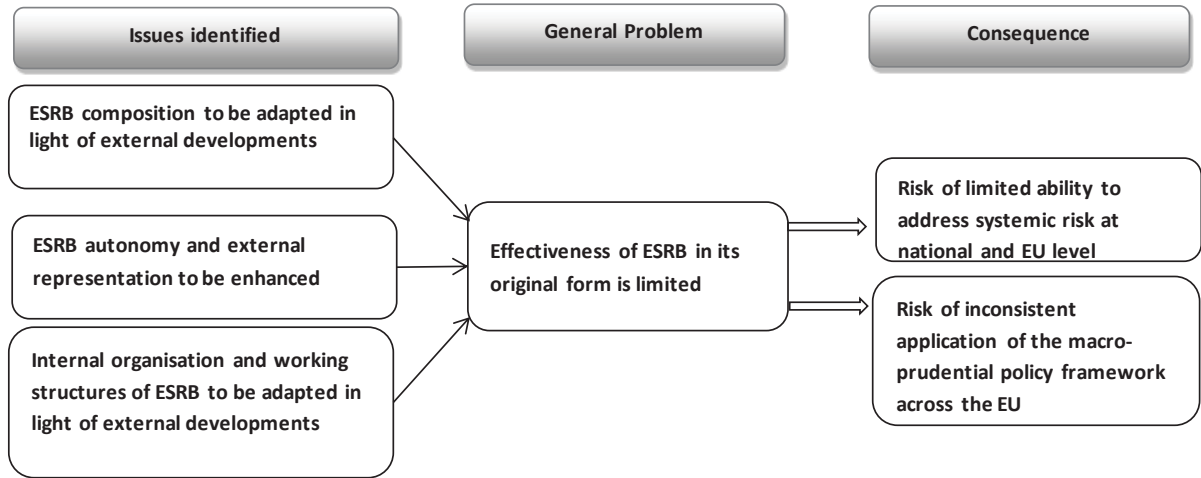 Issues identified
General Problem
Consequence
ESRB composition to be adapted in
light of external developments
ESRB autonomy and external
representation to be enhanced
Internal organisation and working
structures of ESRB to be adapted in
light of external developments
Effectiveness of ESRB in its
original form is limited
Risk of limited ability to
address systemic risk at
national and EU level
Risk of inconsistent
application of the macro-
prudential policy framework
across the EU